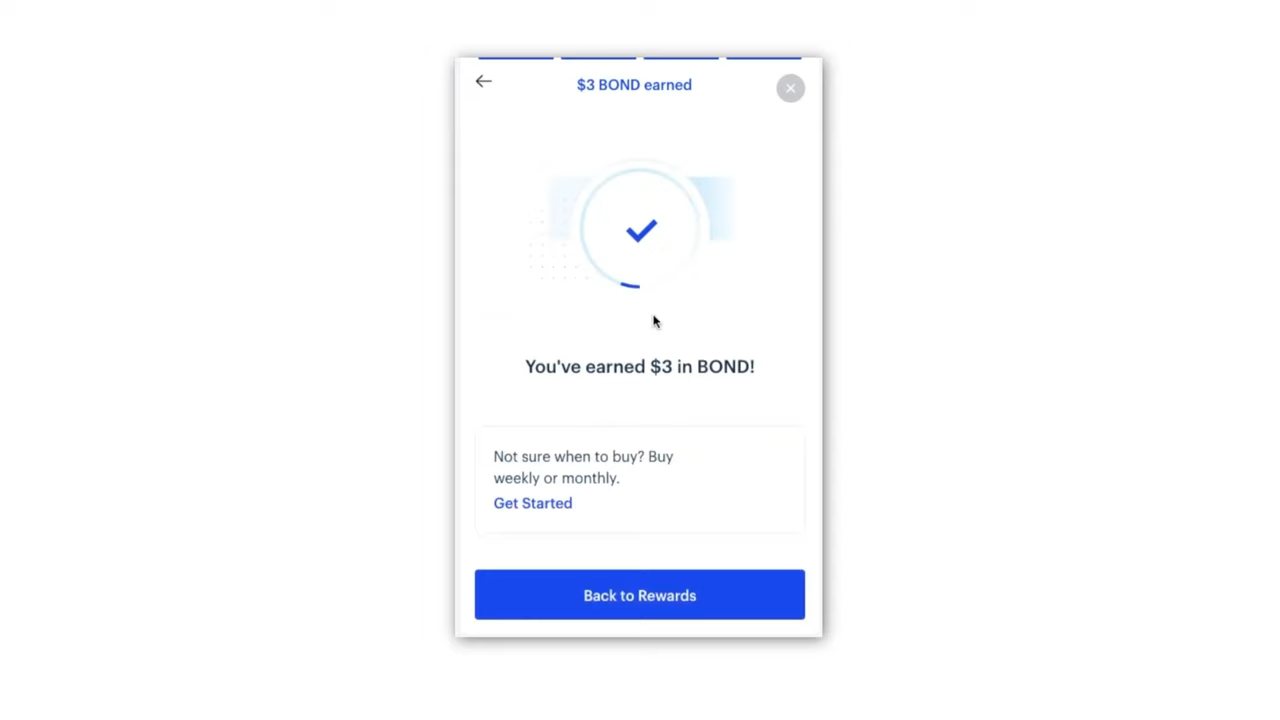 $3 BOND earned
You've earned $3 in BOND!
Not sure when to buy? Buy
weekly or monthly.
Get Started
Back to Rewards